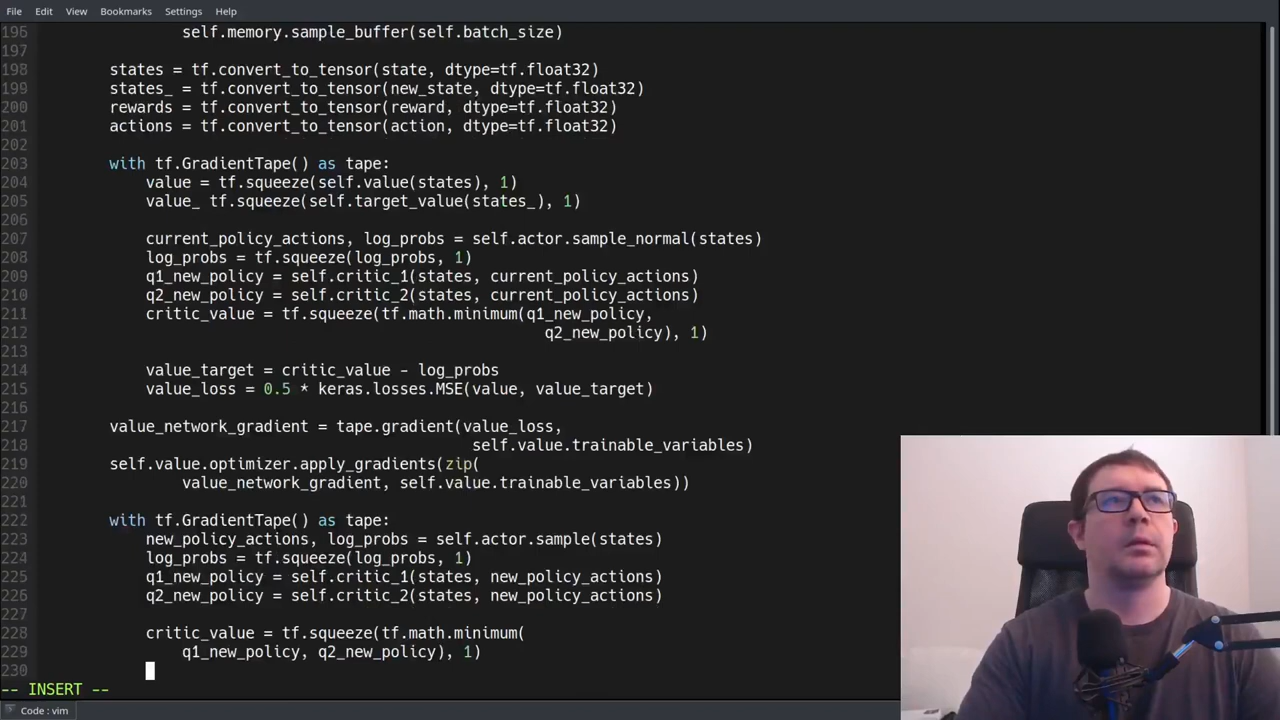 File Edit View Bookmarks Settings Help
196 self.memory.sample_buffer(self.batch_size)
197
198 states = tf.convert_to_tensor(state, dtype=tf.float32)
199 states_ = tf.convert_to_tensor(new_state, dtype=tf.float32)
200 rewards = tf.convert_to_tensor(reward, dtype=tf.float32)
201 actions = tf.convert_to_tensor(action, dtype=tf.float32)
202
203 with tf.GradientTape() as tape:
204 value = tf.squeeze(self.value(states), 1)
205 value_ tf.squeeze(self.target_value(states_), 1)
206
207 current_policy_actions, log_probs = self.actor.sample_normal(states)
208 log_probs = tf.squeeze(log_probs, 1)
209 q1_new_policy = self.critic_1(states, current_policy_actions)
210 q2_new_policy = self.critic_2(states, current_policy_actions)
211 critic_value = tf.squeeze(tf.math.minimum(q1_new_policy,
212 q2_new_policy), 1)
213
214 value_target = critic_value - log_probs
215 value_loss = 0.5 * keras.losses.MSE(value, value_target)
216
217 value_network_gradient = tape.gradient(value_loss,
218 self.value.trainable_variables)
219 self.value.optimizer.apply_gradients(zip(
220 value_network_gradient, self.value.trainable_variables))
221
222 with tf.GradientTape() as tape:
223 new_policy_actions, log_probs = self.actor.sample(states)
224 log_probs = tf.squeeze(log_probs, 1)
225 q1_new_policy = self.critic_1(states, new_policy_actions)
226 q2_new_policy = self.critic_2(states, new_policy_actions)
227
228 critic_value = tf.squeeze(tf.math.minimum(
229 q1_new_policy, q2_new_policy), 1)
230
-- INSERT --
Code : vim